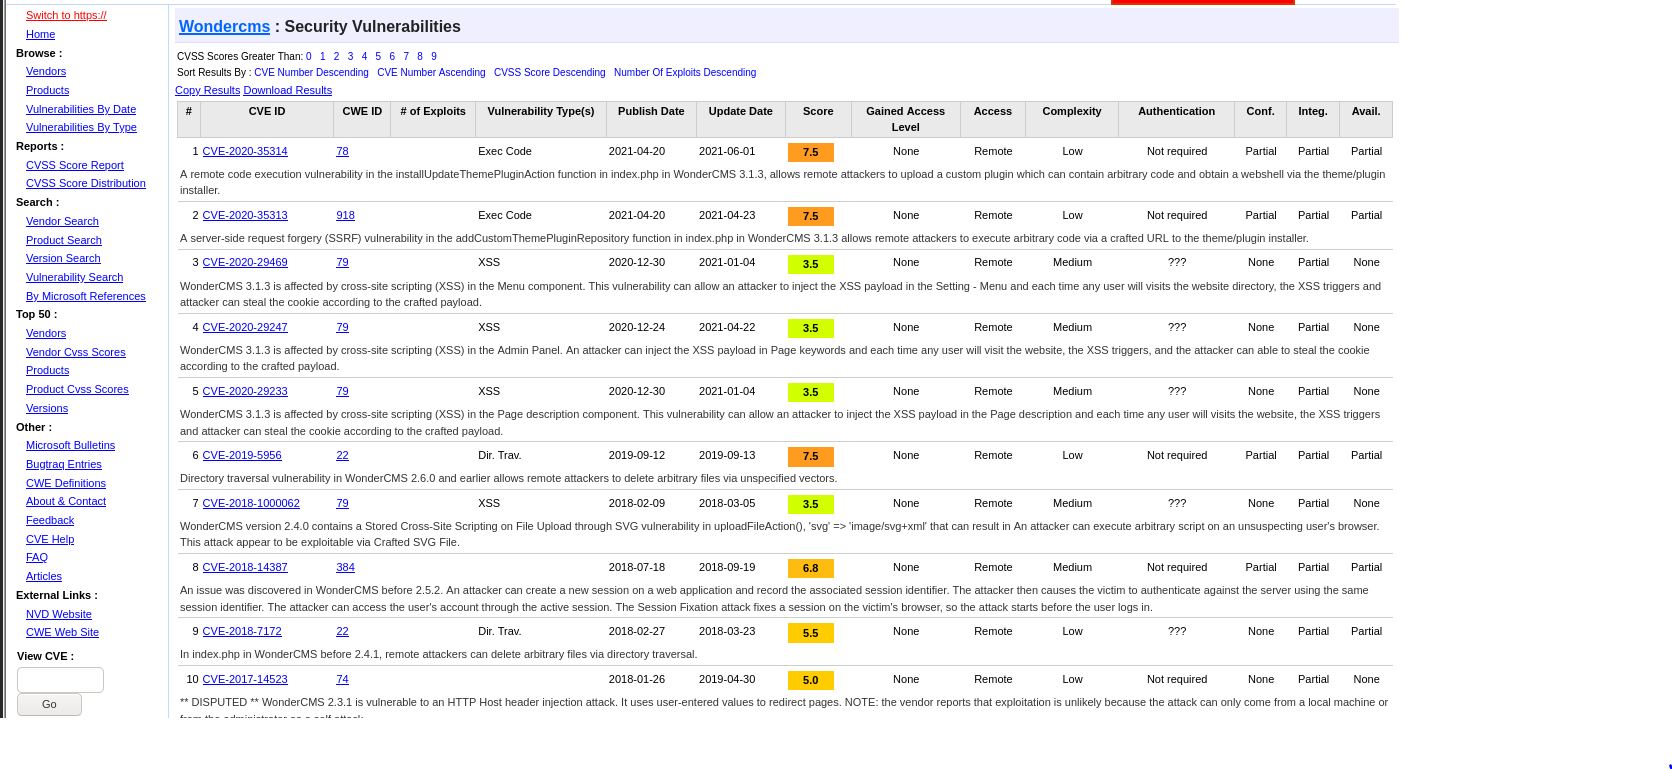 Switch to https://
Home
Browse :
Vendors
Products
Vulnerabilities By Date
Vulnerabilities By Type
Reports :
CVSS Score Report
CVSS Score Distribution
Search :
Vendor Search
Product Search
Version Search
Vulnerability Search
By Microsoft References
Top 50 :
Vendors
Vendor Cvss Scores
Products
Product Cvss Scores
Versions
Other :
Microsoft Bulletins
Bugtraq Entries
CWE Definitions
About & Contact
Feedback
CVE Help
FAQ
Articles
External Links :
NVD Website
CWE Web Site
View CVE :
Go
Wondercms : Security Vulnerabilities
CVSS Scores Greater Than: 0 1 2 3 4 5 6 7 8 9
Sort Results By : CVE Number Descending CVE Number Ascending CVSS Score Descending Number Of Exploits Descending
Copy Results Download Results
# CVE ID CWE ID # of Exploits Vulnerability Type(s) Publish Date Update Date Score Gained Access Level Access Complexity Authentication Conf. Integ. Avail.
1 CVE-2020-35314 78 Exec Code 2021-04-20 2021-06-01 7.5 None Remote Low Not required Partial Partial Partial
A remote code execution vulnerability in the installUpdateThemePluginAction function in index.php in WonderCMS 3.1.3, allows remote attackers to upload a custom plugin which can contain arbitrary code and obtain a webshell via the theme/plugin
installer.
2 CVE-2020-35313 918 Exec Code 2021-04-20 2021-04-23 7.5 None Remote Low Not required Partial Partial Partial
A server-side request forgery (SSRF) vulnerability in the addCustomThemePluginRepository function in index.php in WonderCMS 3.1.3 allows remote attackers to execute arbitrary code via a crafted URL to the theme/plugin installer.
3 CVE-2020-29469 79 XSS 2020-12-30 2021-01-04 3.5 None Remote Medium ??? None Partial None
WonderCMS 3.1.3 is affected by cross-site scripting (XSS) in the Menu component. This vulnerability can allow an attacker to inject the XSS payload in the Setting - Menu and each time any user will visits the website directory, the XSS triggers and
attacker can steal the cookie according to the crafted payload.
4 CVE-2020-29247 79 XSS 2020-12-24 2021-04-22 3.5 None Remote Medium ??? None Partial None
WonderCMS 3.1.3 is affected by cross-site scripting (XSS) in the Admin Panel. An attacker can inject the XSS payload in Page keywords and each time any user will visit the website, the XSS triggers, and the attacker can able to steal the cookie
according to the crafted payload.
5 CVE-2020-29233 79 XSS 2020-12-30 2021-01-04 3.5 None Remote Medium ??? None Partial None
WonderCMS 3.1.3 is affected by cross-site scripting (XSS) in the Page description component. This vulnerability can allow an attacker to inject the XSS payload in the Page description and each time any user will visits the website, the XSS triggers
and attacker can steal the cookie according to the crafted payload.
6 CVE-2019-5956 22 Dir. Trav. 2019-09-12 2019-09-13 7.5 None Remote Low Not required Partial Partial Partial
Directory traversal vulnerability in WonderCMS 2.6.0 and earlier allows remote attackers to delete arbitrary files via unspecified vectors.
7 CVE-2018-1000062 79 XSS 2018-02-09 2018-03-05 3.5 None Remote Medium ??? None Partial None
WonderCMS version 2.4.0 contains a Stored Cross-Site Scripting on File Upload through SVG vulnerability in uploadFileAction(), 'svg' => 'image/svg+xml' that can result in An attacker can execute arbitrary script on an unsuspecting user's browser.
This attack appear to be exploitable via Crafted SVG File.
8 CVE-2018-14387 384 2018-07-18 2018-09-19 6.8 None Remote Medium Not required Partial Partial Partial
An issue was discovered in WonderCMS before 2.5.2. An attacker can create a new session on a web application and record the associated session identifier. The attacker then causes the victim to authenticate against the server using the same
session identifier. The attacker can access the user's account through the active session. The Session Fixation attack fixes a session on the victim's browser, so the attack starts before the user logs in.
9 CVE-2018-7172 22 Dir. Trav. 2018-02-27 2018-03-23 5.5 None Remote Low ??? None Partial Partial
In index.php in WonderCMS before 2.4.1, remote attackers can delete arbitrary files via directory traversal.
10 CVE-2017-14523 74 2018-01-26 2019-04-30 5.0 None Remote Low Not required None Partial None
** DISPUTED ** WonderCMS 2.3.1 is vulnerable to an HTTP Host header injection attack. It uses user-entered values to redirect pages. NOTE: the vendor reports that exploitation is unlikely because the attack can only come from a local machine or